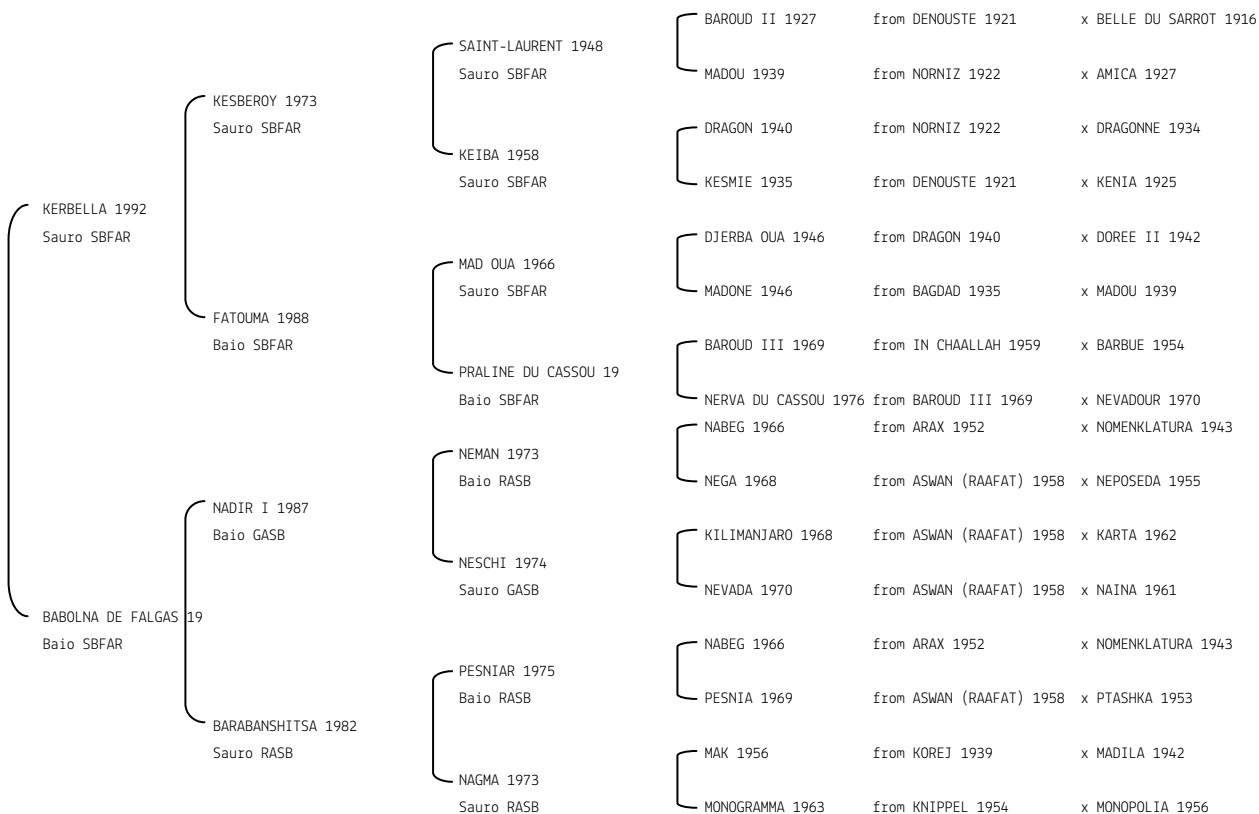 BAROUD II 1927 from DENOUSTE 1921 x BELLE DU SARROT 1916
SAINT-LAURENT 1948
Sauro SBFAR
MADOU 1939 from NORNIZ 1922 x AMICA 1927
KESBEROY 1973
Sauro SBFAR
DRAGON 1940 from NORNIZ 1922 x DRAGONNE 1934
KEIBA 1958
Sauro SBFAR
KESMIE 1935 from DENOUSTE 1921 x KENIA 1925
KERBELLA 1992
Sauro SBFAR
DJERBA OUA 1946 from DRAGON 1940 x DOREE II 1942
MAD OUA 1966
Sauro SBFAR
MADONE 1946 from BAGDAD 1935 x MADOU 1939
FATOUMA 1988
Baio SBFAR
BAROUD III 1969 from IN CHAALLAH 1959 x BARBUE 1954
PRALINE DU CASSOU 19
Baio SBFAR
NERVA DU CASSOU 1976 from BAROUD III 1969 x NEVADOUR 1970
NABEG 1966 from ARAX 1952 x NOMENKLATURA 1943
NEMAN 1973
Baio RASB
NEGA 1968 from ASWAN (RAAFAT) 1958 x NEPOSEDA 1955
NADIR I 1987
Baio GASB
KILIMANJARO 1968 from ASWAN (RAAFAT) 1958 x KARTA 1962
NESCHI 1974
Sauro GASB
NEVADA 1970 from ASWAN (RAAFAT) 1958 x NAINA 1961
BABOLNA DE FALGAS 19
Baio SBFAR
NABEG 1966 from ARAX 1952 x NOMENKLATURA 1943
PESNIAR 1975
Baio RASB
PESNIA 1969 from ASWAN (RAAFAT) 1958 x PTASHKA 1953
BARABANSHITSA 1982
Sauro RASB
MAK 1956 from KOREJ 1939 x MADILA 1942
NAGMA 1973
Sauro RASB
MONOGRAMMA 1963 from KNIPPEL 1954 x MONOPOLIA 1956